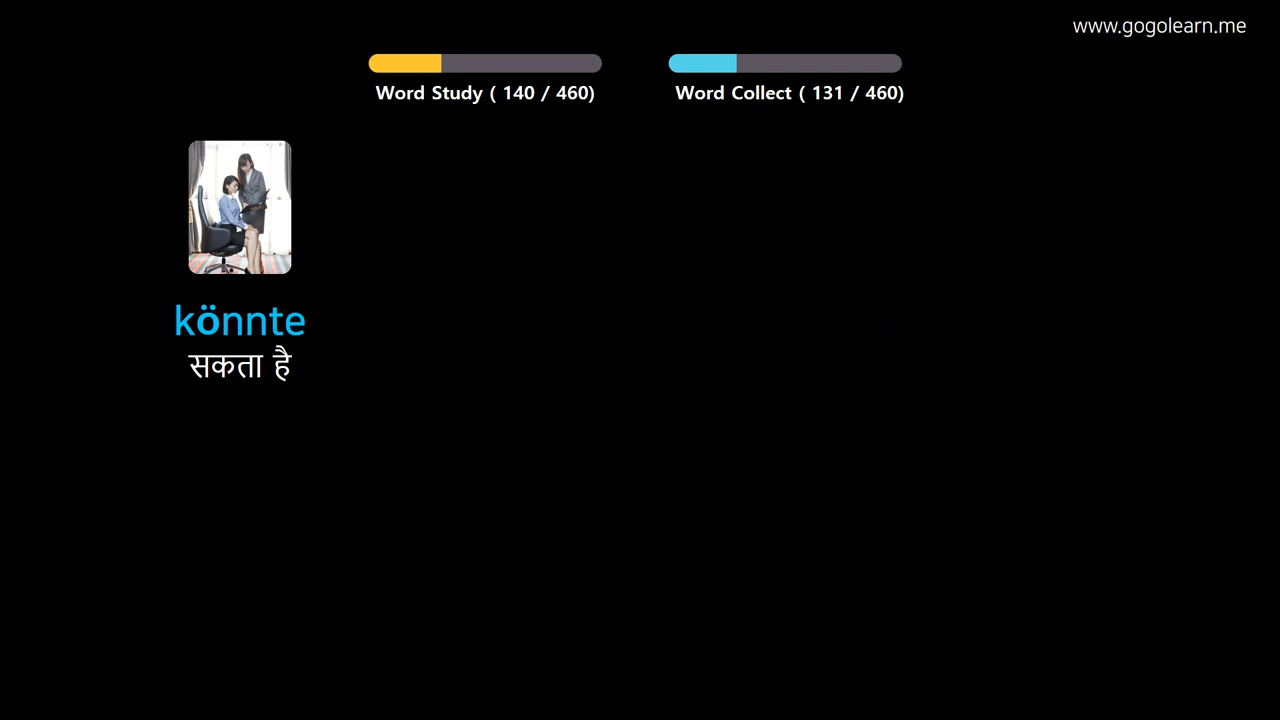 www.gogolearn.me
Word Study ( 140 / 460)
Word Collect ( 131 / 460)
könnte
सकता है